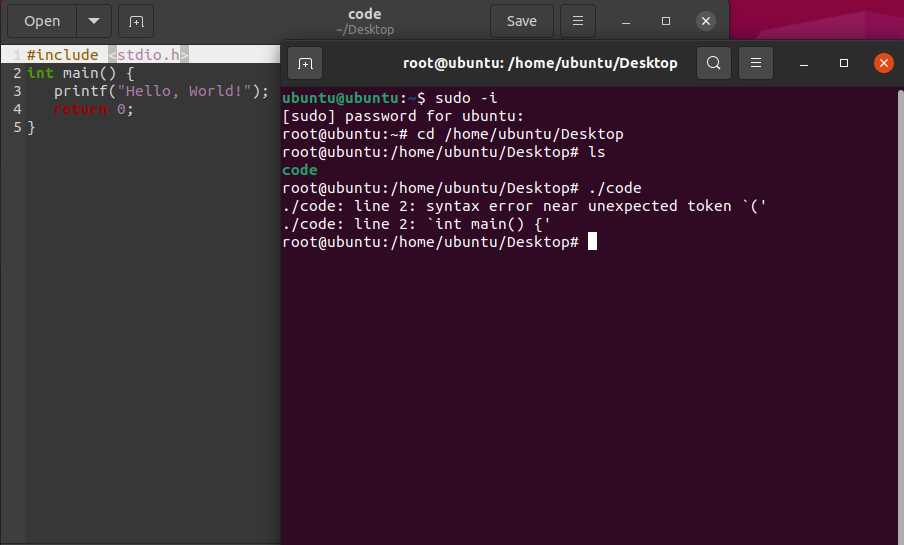 Open
code
~/Desktop
Save
1 #include <stdio.h>
2 int main() {
3    printf("Hello, World!");
4    return 0;
5 }
root@ubuntu: /home/ubuntu/Desktop
ubuntu@ubuntu:~$ sudo -i
[sudo] password for ubuntu:
root@ubuntu:~# cd /home/ubuntu/Desktop
root@ubuntu:/home/ubuntu/Desktop# ls
code
root@ubuntu:/home/ubuntu/Desktop# ./code
./code: line 2: syntax error near unexpected token `('
./code: line 2: `int main() {'
root@ubuntu:/home/ubuntu/Desktop#